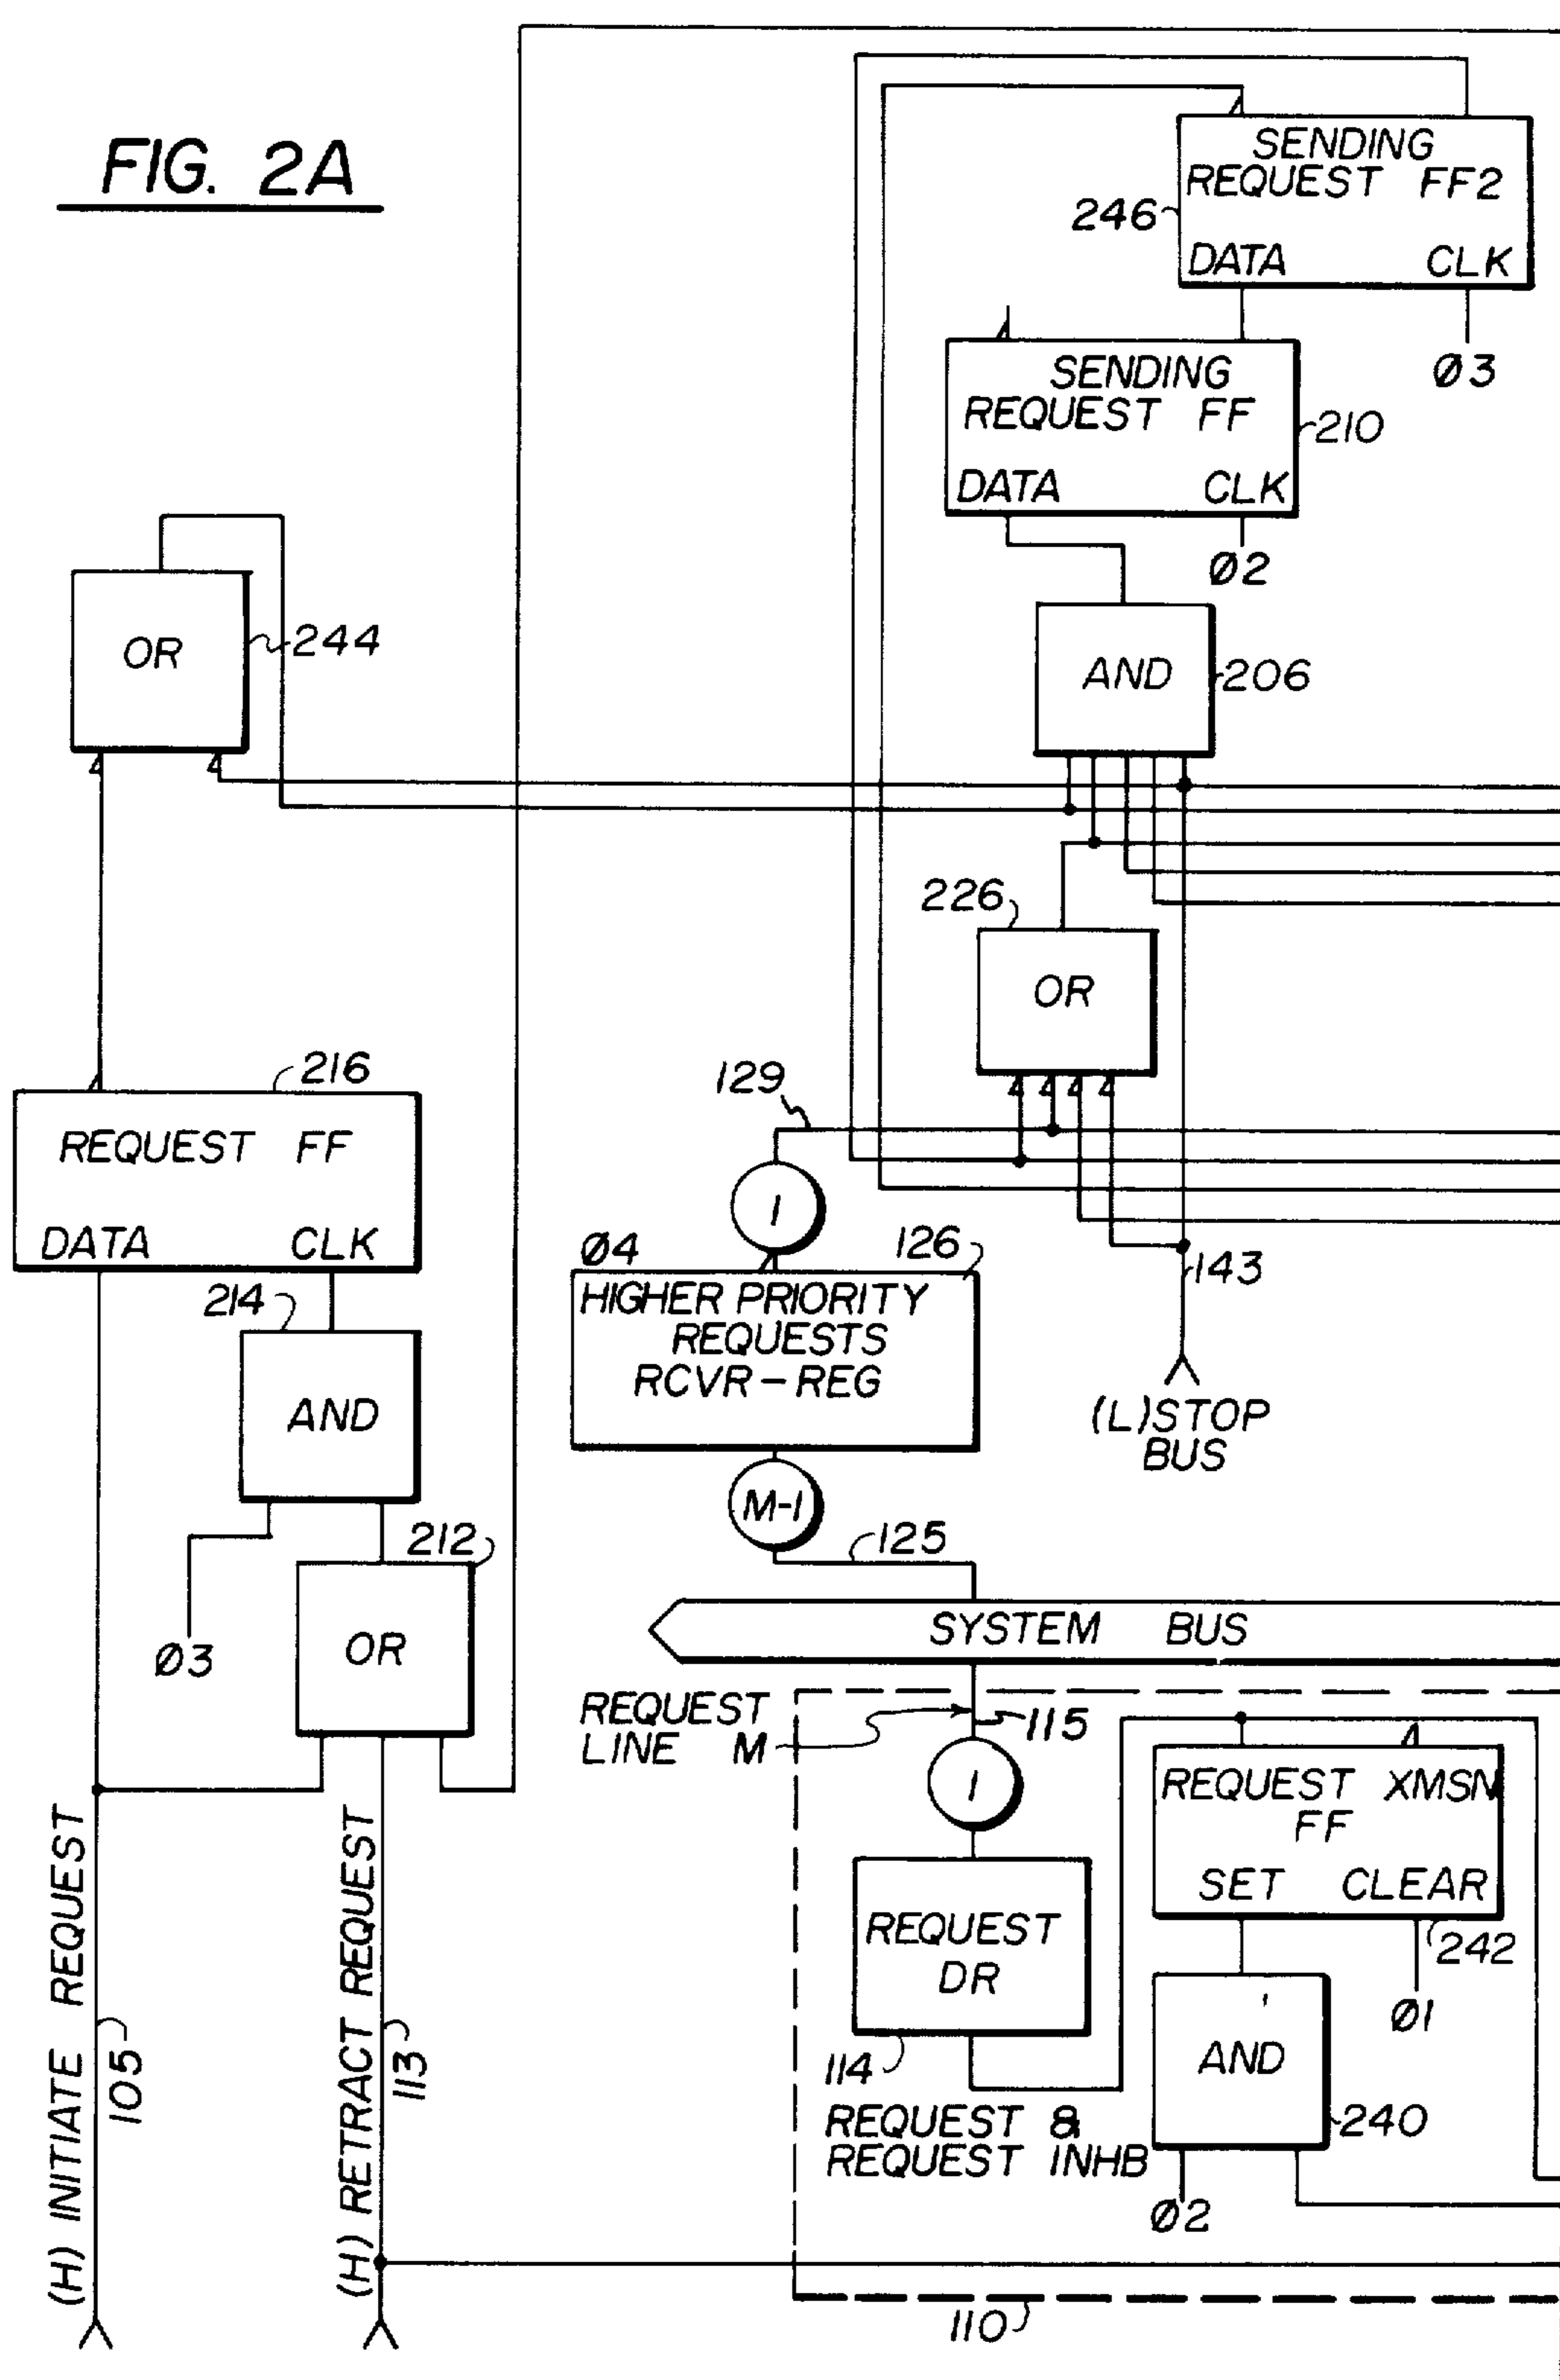 FIG. 2A
SENDING
REQUEST FF2
246
DATA CLK
Ø3
SENDING
REQUEST FF
210
DATA CLK
Ø2
OR
244
AND
206
226
OR
216
REQUEST FF
DATA CLK
129
I
Ø4
126
HIGHER PRIORITY
REQUESTS
RCVR-REG
143
(L)STOP
BUS
214
AND
M-1
125
212
Ø3
OR
SYSTEM BUS
REQUEST
LINE M
115
I
REQUEST XMSN
FF
SET CLEAR
242
Ø1
REQUEST
DR
114
REQUEST &
REQUEST INHB
AND
240
Ø2
(H) INITIATE REQUEST
105
(H) RETRACT REQUEST
113
110